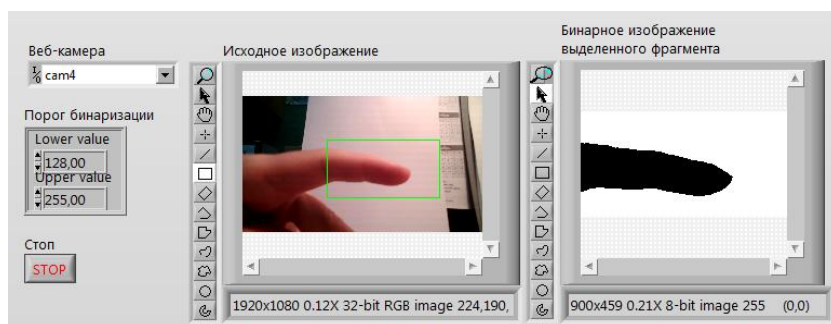 Веб-камера
cam4
Порог бинаризации
Lower value
128,00
Upper value
255,00
Стоп
STOP
Исходное изображение
1920x1080 0.12X 32-bit RGB image 224,190,
Бинарное изображение
выделенного фрагмента
900x459 0.21X 8-bit image 255 (0,0)